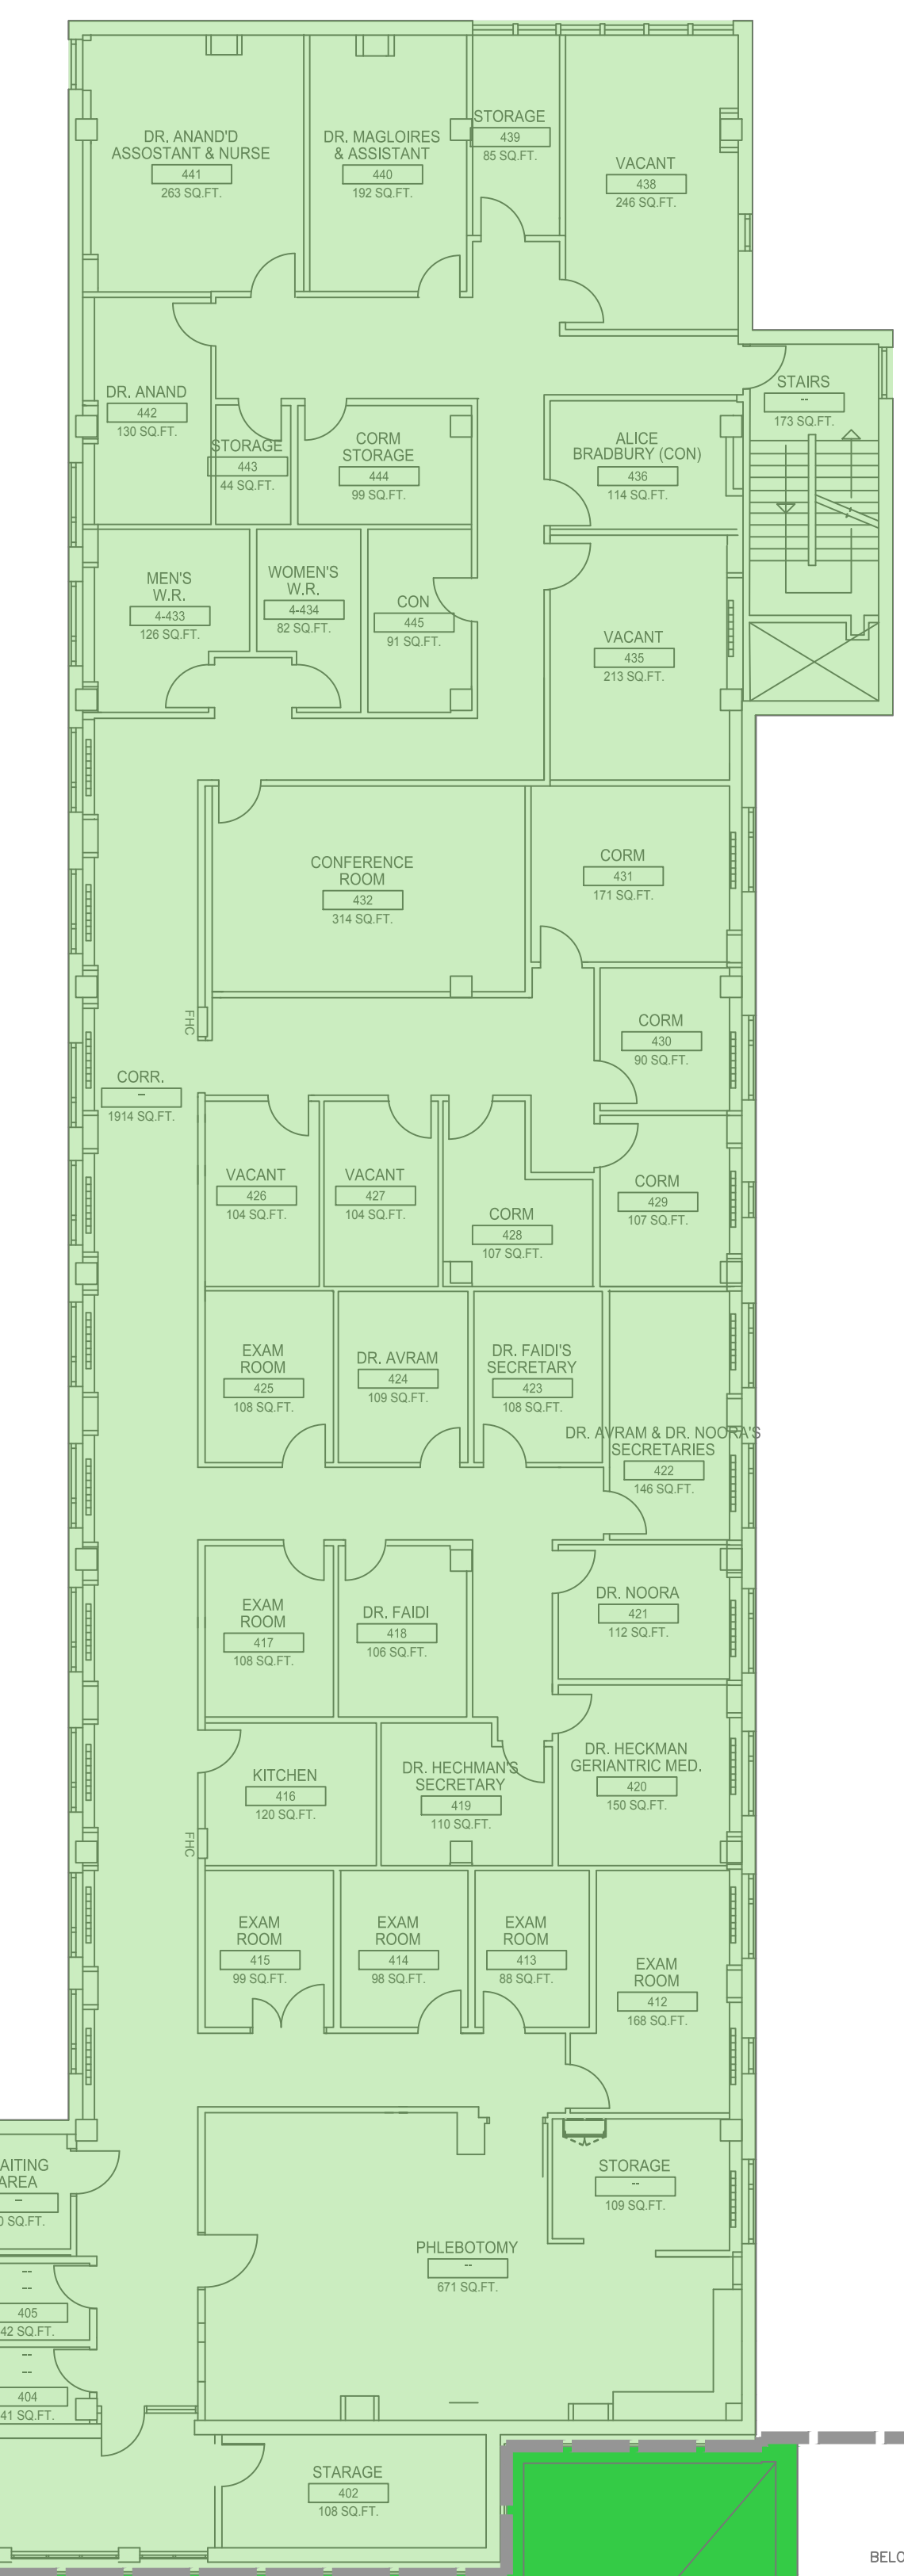 DR. ANAND'D
ASSOSTANT & NURSE
441
263 SQ.FT.
DR. MAGLOIRES
& ASSISTANT
440
192 SQ.FT.
STORAGE
439
85 SQ.FT.
VACANT
438
246 SQ.FT.
DR. ANAND
442
130 SQ.FT.
STORAGE
443
44 SQ.FT.
CORM
STORAGE
444
99 SQ.FT.
ALICE
BRADBURY (CON)
436
114 SQ.FT.
STAIRS
--
173 SQ.FT.
MEN'S
W.R.
4-433
126 SQ.FT.
WOMEN'S
W.R.
4-434
82 SQ.FT.
CON
445
91 SQ.FT.
VACANT
435
213 SQ.FT.
CONFERENCE
ROOM
432
314 SQ.FT.
CORM
431
171 SQ.FT.
FHC
CORM
430
90 SQ.FT.
CORR.
--
1914 SQ.FT.
VACANT
426
104 SQ.FT.
VACANT
427
104 SQ.FT.
CORM
428
107 SQ.FT.
CORM
429
107 SQ.FT.
EXAM
ROOM
425
108 SQ.FT.
DR. AVRAM
424
109 SQ.FT.
DR. FAIDI'S
SECRETARY
423
108 SQ.FT.
DR. AVRAM & DR. NOORA'S
SECRETARIES
422
146 SQ.FT.
EXAM
ROOM
417
108 SQ.FT.
DR. FAIDI
418
106 SQ.FT.
DR. NOORA
421
112 SQ.FT.
KITCHEN
416
120 SQ.FT.
DR. HECHMAN'S
SECRETARY
419
110 SQ.FT.
DR. HECKMAN
GERIANTRIC MED.
420
150 SQ.FT.
FHC
EXAM
ROOM
415
99 SQ.FT.
EXAM
ROOM
414
98 SQ.FT.
EXAM
ROOM
413
88 SQ.FT.
EXAM
ROOM
412
168 SQ.FT.
AITING
AREA
--
0 SQ.FT.
STORAGE
--
109 SQ.FT.
PHLEBOTOMY
--
671 SQ.FT.
--
--
405
42 SQ.FT.
--
--
404
41 SQ.FT.
STARAGE
402
108 SQ.FT.
BELO